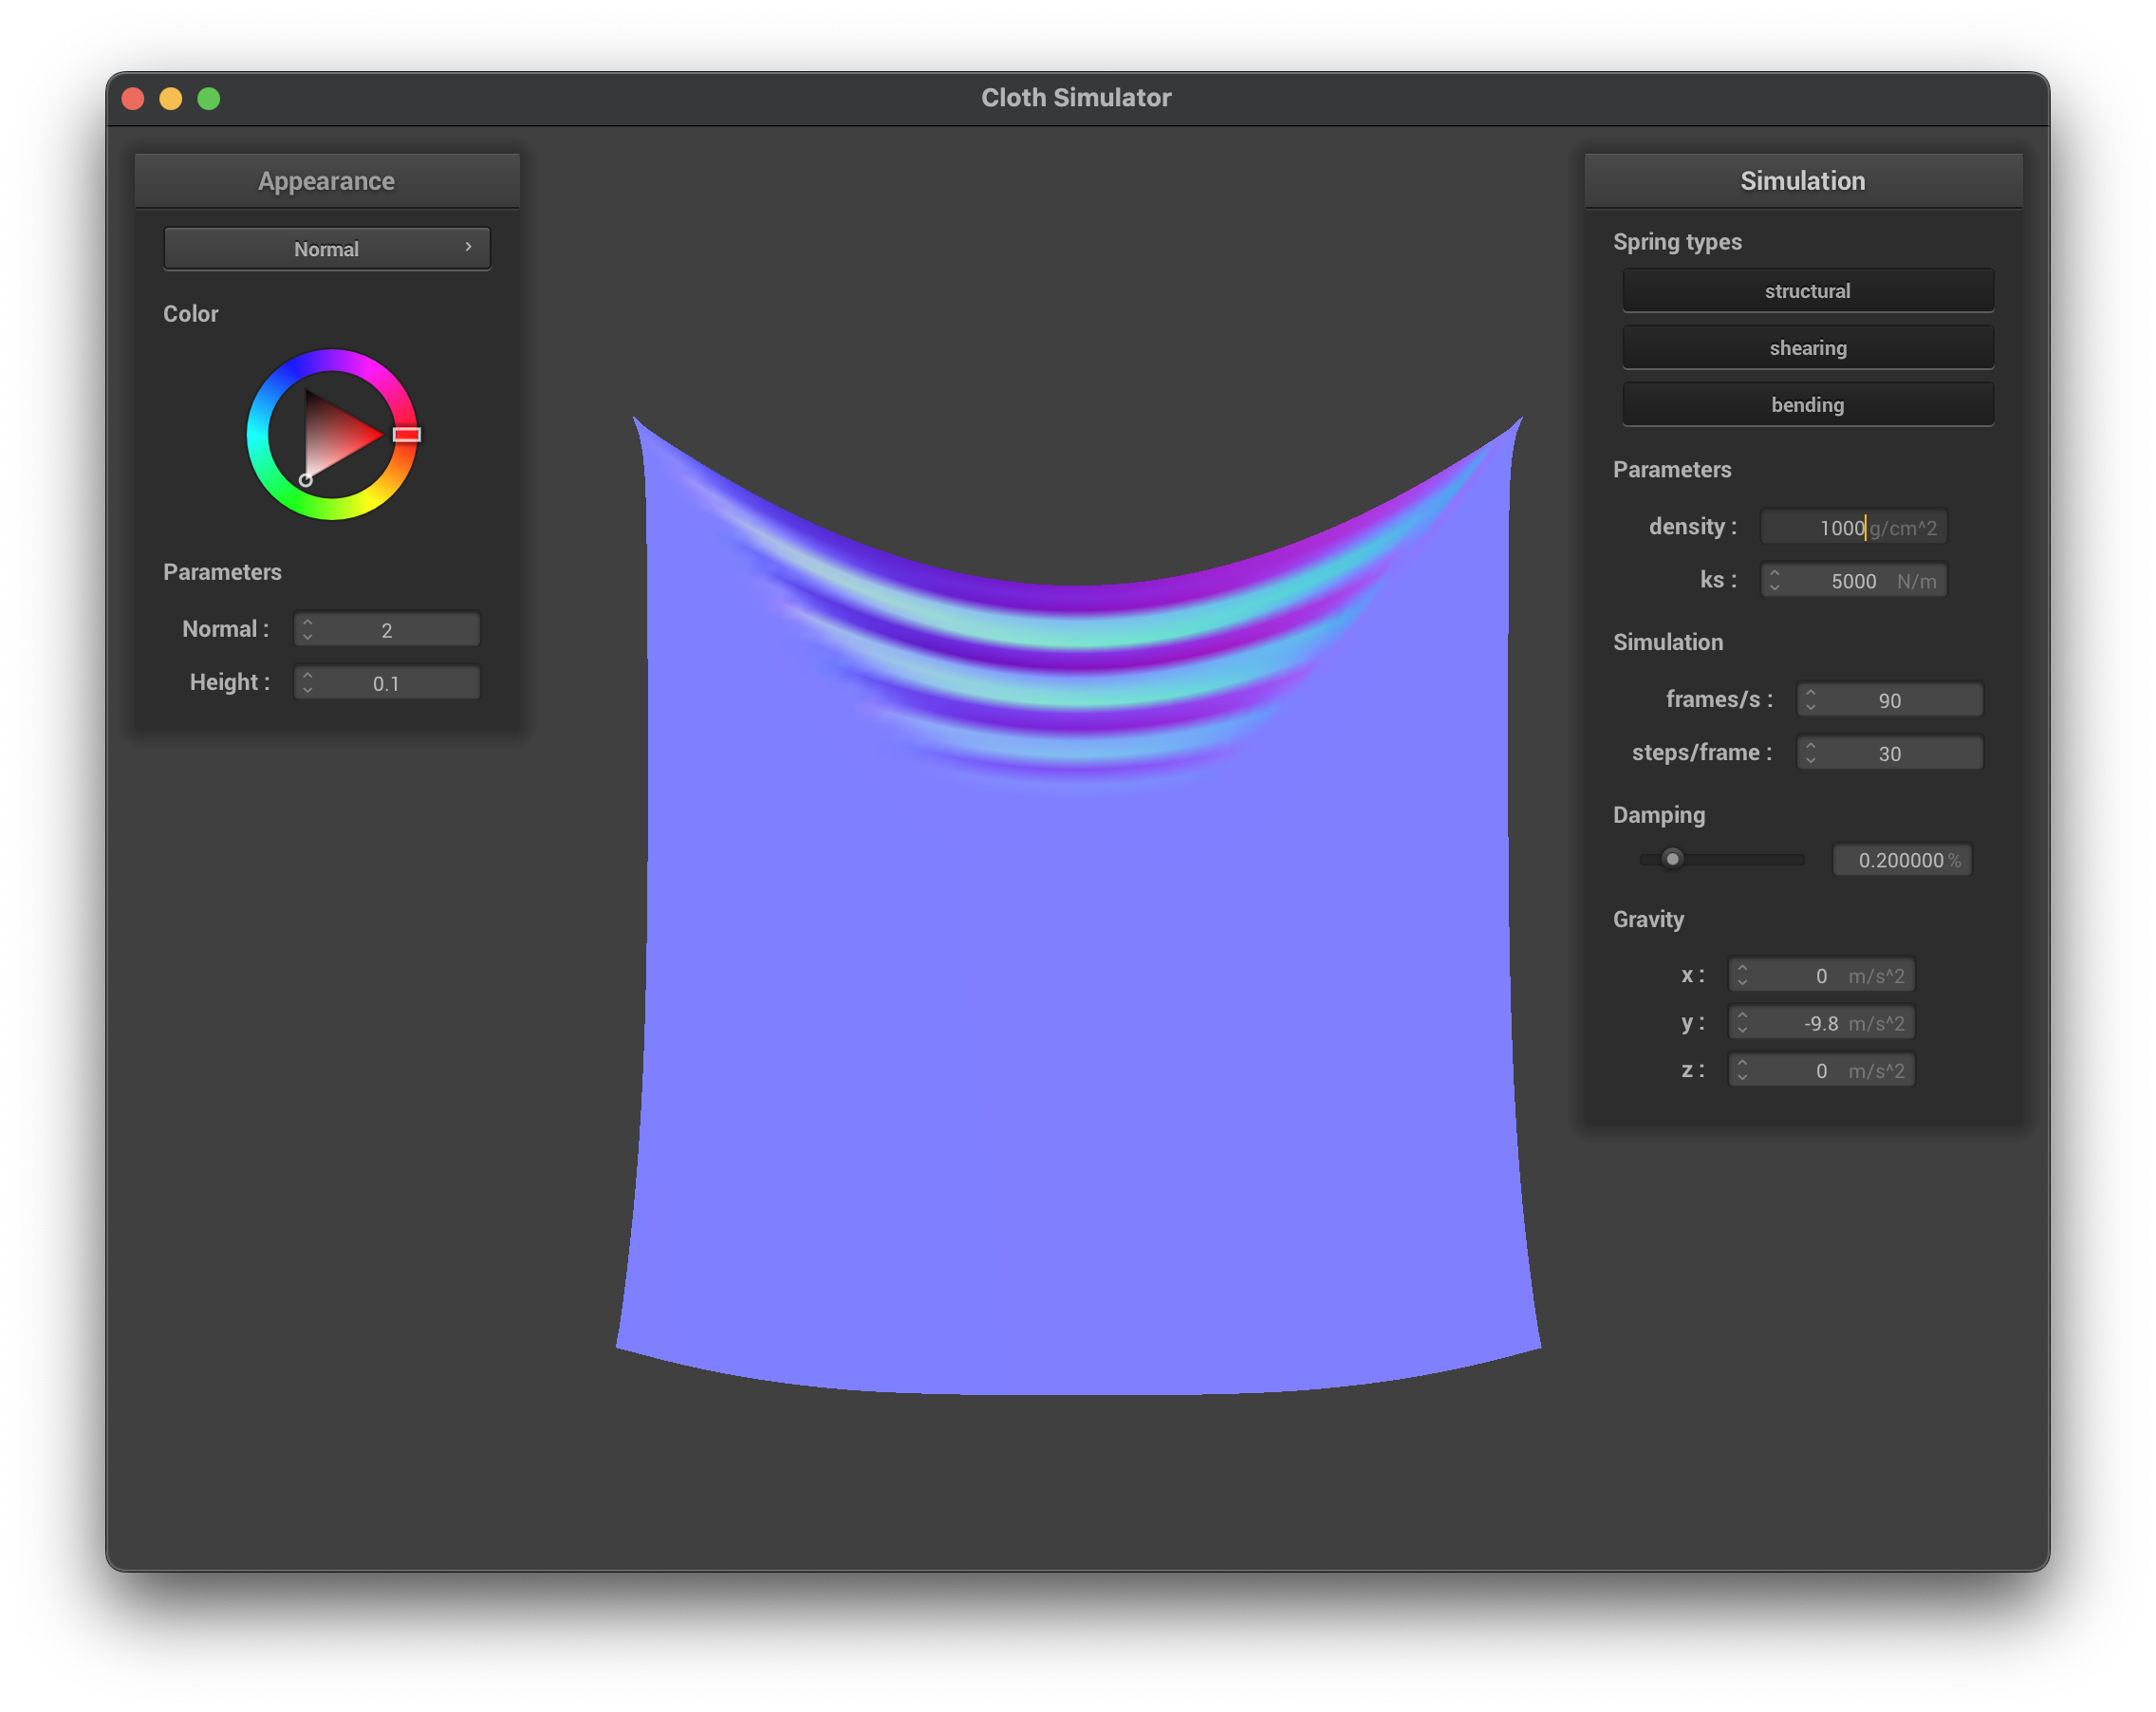 Cloth Simulator
Appearance
Normal
Color
Parameters
Normal : 2
Height : 0.1
Simulation
Spring types
structural
shearing
bending
Parameters
density : 1000 g/cm^2
ks : 5000 N/m
Simulation
frames/s : 90
steps/frame : 30
Damping
0.200000 %
Gravity
x : 0 m/s^2
y : -9.8 m/s^2
z : 0 m/s^2